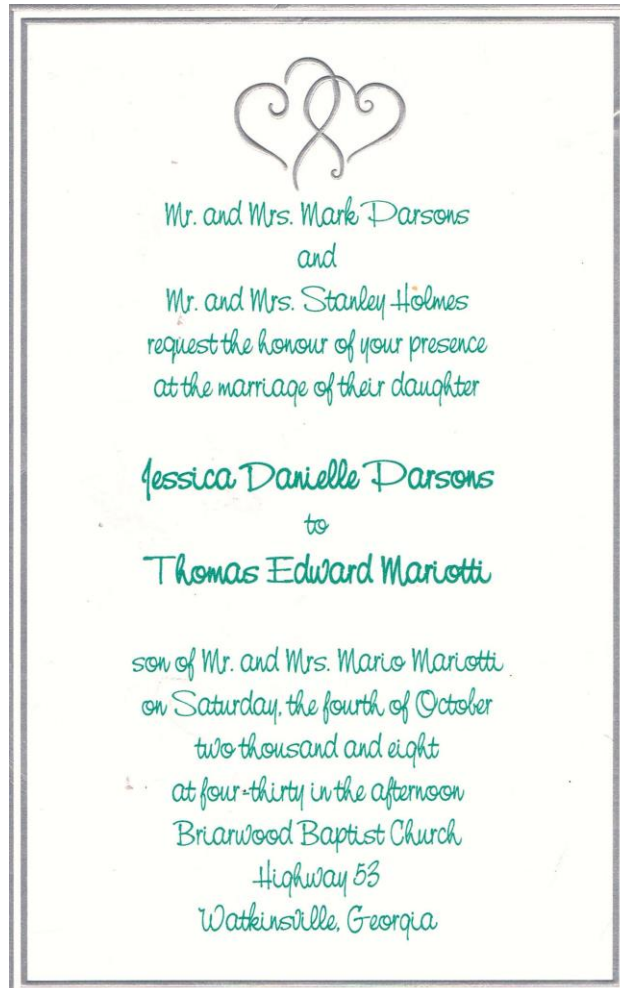 Mr. and Mrs. Mark Parsons
and
Mr. and Mrs. Stanley Holmes
request the honour of your presence
at the marriage of their daughter
Jessica Danielle Parsons
to
Thomas Edward Mariotti
son of Mr. and Mrs. Mario Mariotti
on Saturday, the fourth of October
two thousand and eight
at four-thirty in the afternoon
Briarwood Baptist Church
Highway 53
Watkinsville, Georgia